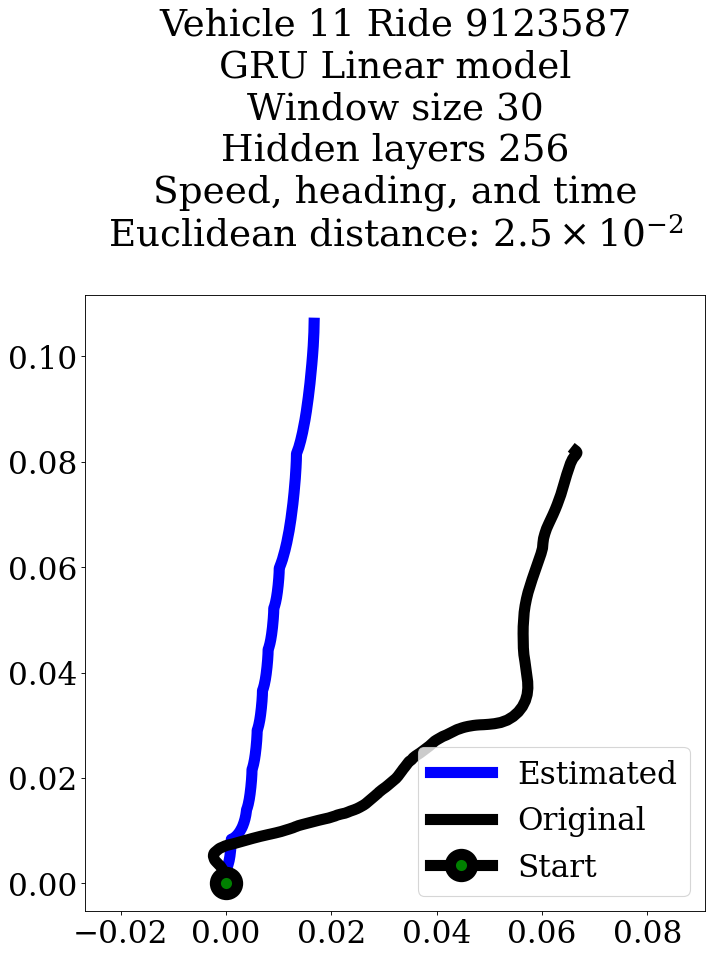 Vehicle 11 Ride 9123587
GRU Linear model
Window size 30
Hidden layers 256
Speed, heading, and time
Euclidean distance: 2.5 × 10⁻²
0.10
0.08
0.06
0.04
0.02
0.00
Estimated
Original
Start
−0.02 0.00 0.02 0.04 0.06 0.08